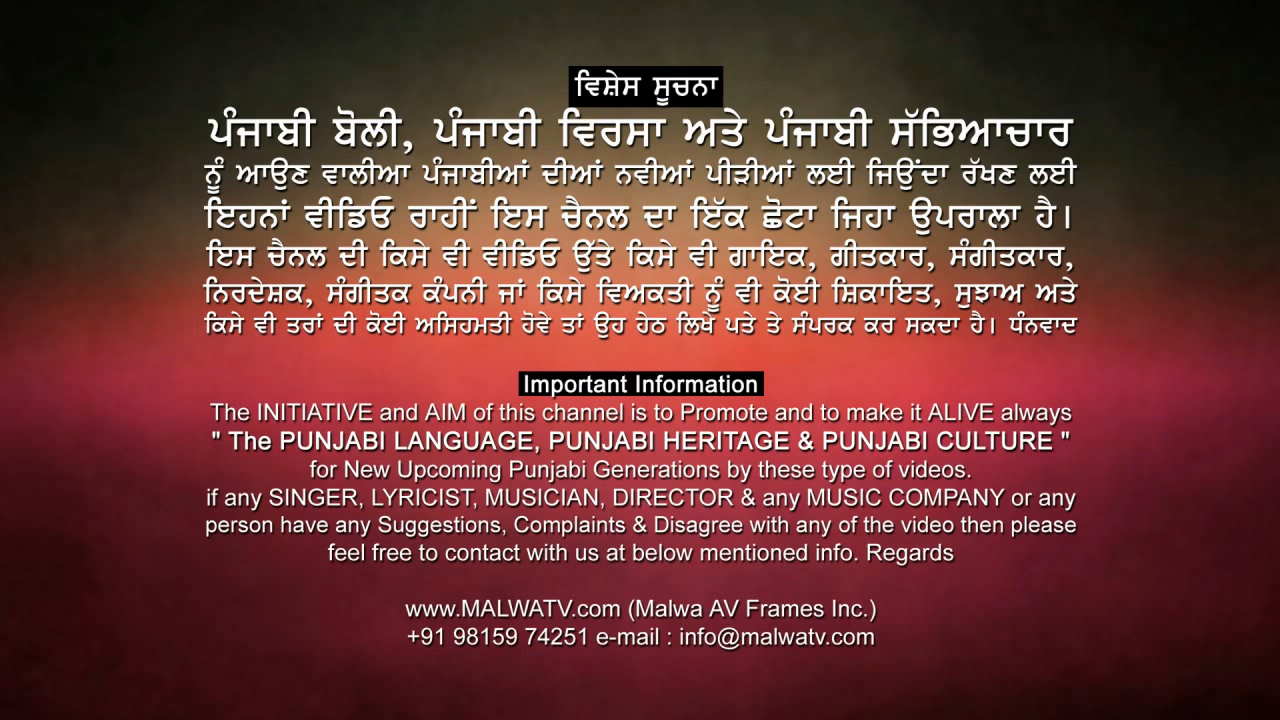 ਵਿਸ਼ੇਸ ਸੂਚਨਾ
ਪੰਜਾਬੀ ਬੋਲੀ, ਪੰਜਾਬੀ ਵਿਰਸਾ ਅਤੇ ਪੰਜਾਬੀ ਸੱਭਿਆਚਾਰ
ਨੂੰ ਆਉਣ ਵਾਲੀਆ ਪੰਜਾਬੀਆਂ ਦੀਆਂ ਨਵੀਆਂ ਪੀੜੀਆਂ ਲਈ ਜਿਉਂਦਾ ਰੱਖਣ ਲਈ
ਇਹਨਾਂ ਵੀਡਿਓ ਰਾਹੀਂ ਇਸ ਚੈਨਲ ਦਾ ਇੱਕ ਛੋਟਾ ਜਿਹਾ ਉਪਰਾਲਾ ਹੈ।
ਇਸ ਚੈਨਲ ਦੀ ਕਿਸੇ ਵੀ ਵੀਡਿਓ ਉੱਤੇ ਕਿਸੇ ਵੀ ਗਾਇਕ, ਗੀਤਕਾਰ, ਸੰਗੀਤਕਾਰ,
ਨਿਰਦੇਸ਼ਕ, ਸੰਗੀਤਕ ਕੰਪਨੀ ਜਾਂ ਕਿਸੇ ਵਿਅਕਤੀ ਨੂੰ ਵੀ ਕੋਈ ਸ਼ਿਕਾਇਤ, ਸੁਝਾਅ ਅਤੇ
ਕਿਸੇ ਵੀ ਤਰਾਂ ਦੀ ਕੋਈ ਅਸਿਹਮਤੀ ਹੋਵੇ ਤਾਂ ਉਹ ਹੇਠ ਲਿਖੇ ਪਤੇ ਤੇ ਸੰਪਰਕ ਕਰ ਸਕਦਾ ਹੈ। ਧੰਨਵਾਦ
Important Information
The INITIATIVE and AIM of this channel is to Promote and to make it ALIVE always
" The PUNJABI LANGUAGE, PUNJABI HERITAGE & PUNJABI CULTURE "
for New Upcoming Punjabi Generations by these type of videos.
if any SINGER, LYRICIST, MUSICIAN, DIRECTOR & any MUSIC COMPANY or any
person have any Suggestions, Complaints & Disagree with any of the video then please
feel free to contact with us at below mentioned info. Regards
www.MALWATV.com (Malwa AV Frames Inc.)
+91 98159 74251 e-mail : info@malwatv.com